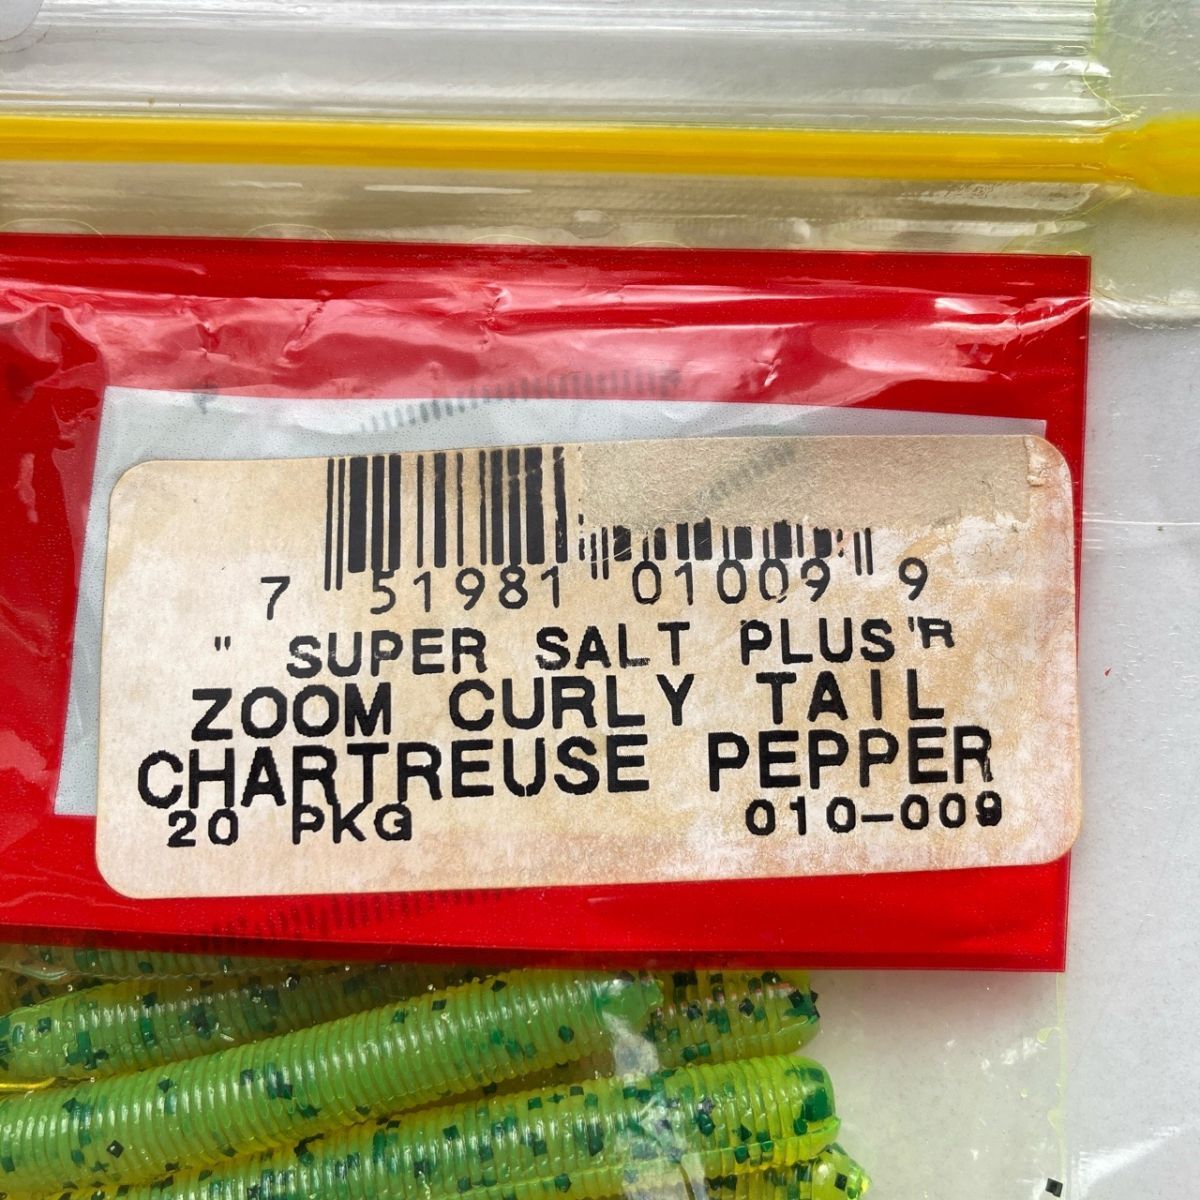 7 51981 01009 9
" SUPER SALT PLUS"R
ZOOM CURLY TAIL
CHARTREUSE PEPPER
20 PKG 010-009